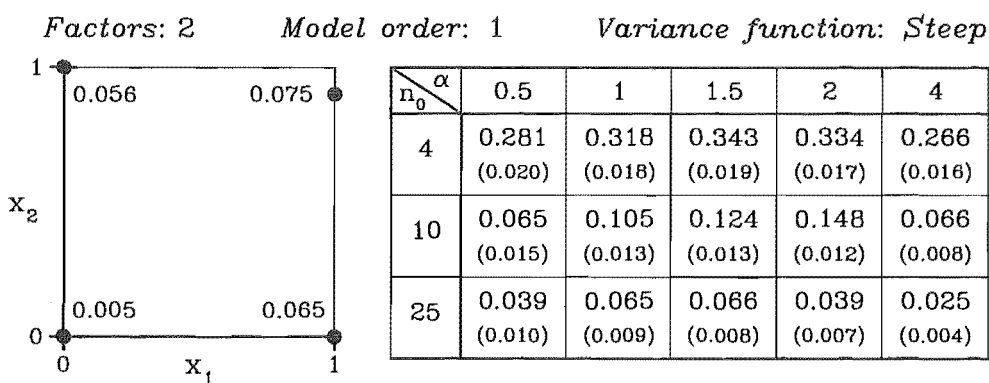 Factors: 2 Model order: 1 Variance function: Steep
1
0.056 0.075
x₂
0.005 0.065
0
0 x₁ 1
n₀ α 0.5 1 1.5 2 4
4 0.281 0.318 0.343 0.334 0.266
(0.020) (0.018) (0.019) (0.017) (0.016)
10 0.065 0.105 0.124 0.148 0.066
(0.015) (0.013) (0.013) (0.012) (0.008)
25 0.039 0.065 0.066 0.039 0.025
(0.010) (0.009) (0.008) (0.007) (0.004)